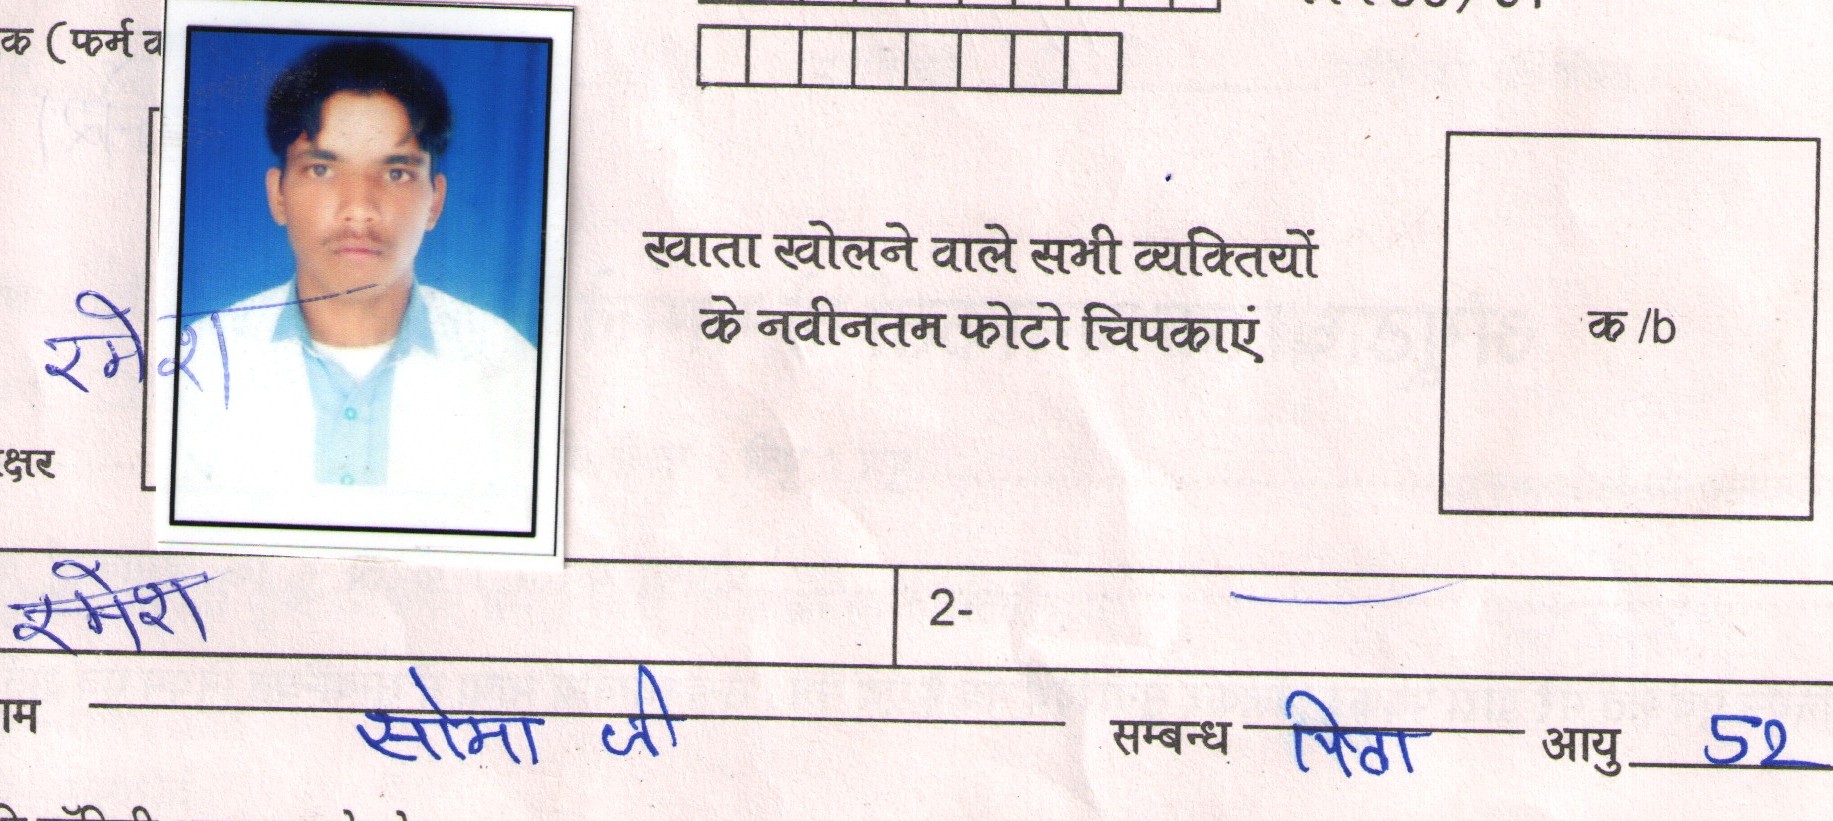 क (फर्म व
खाता खोलने वाले सभी व्यक्तियों
के नवीनतम फोटो चिपकाएं
क /b
रमेश
क्षर
रमेश 2-
ाम सोमा जी सम्बन्ध पिता आयु 52